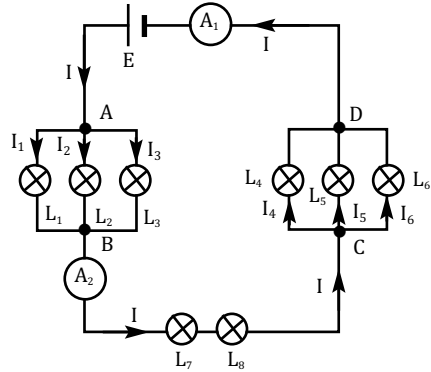 A₁
E
I
I
A
D
I₁
I₂
I₃
L₁
L₂
L₃
L₄
L₅
L₆
I₄
I₅
I₆
B
C
A₂
I
I
L₇
L₈